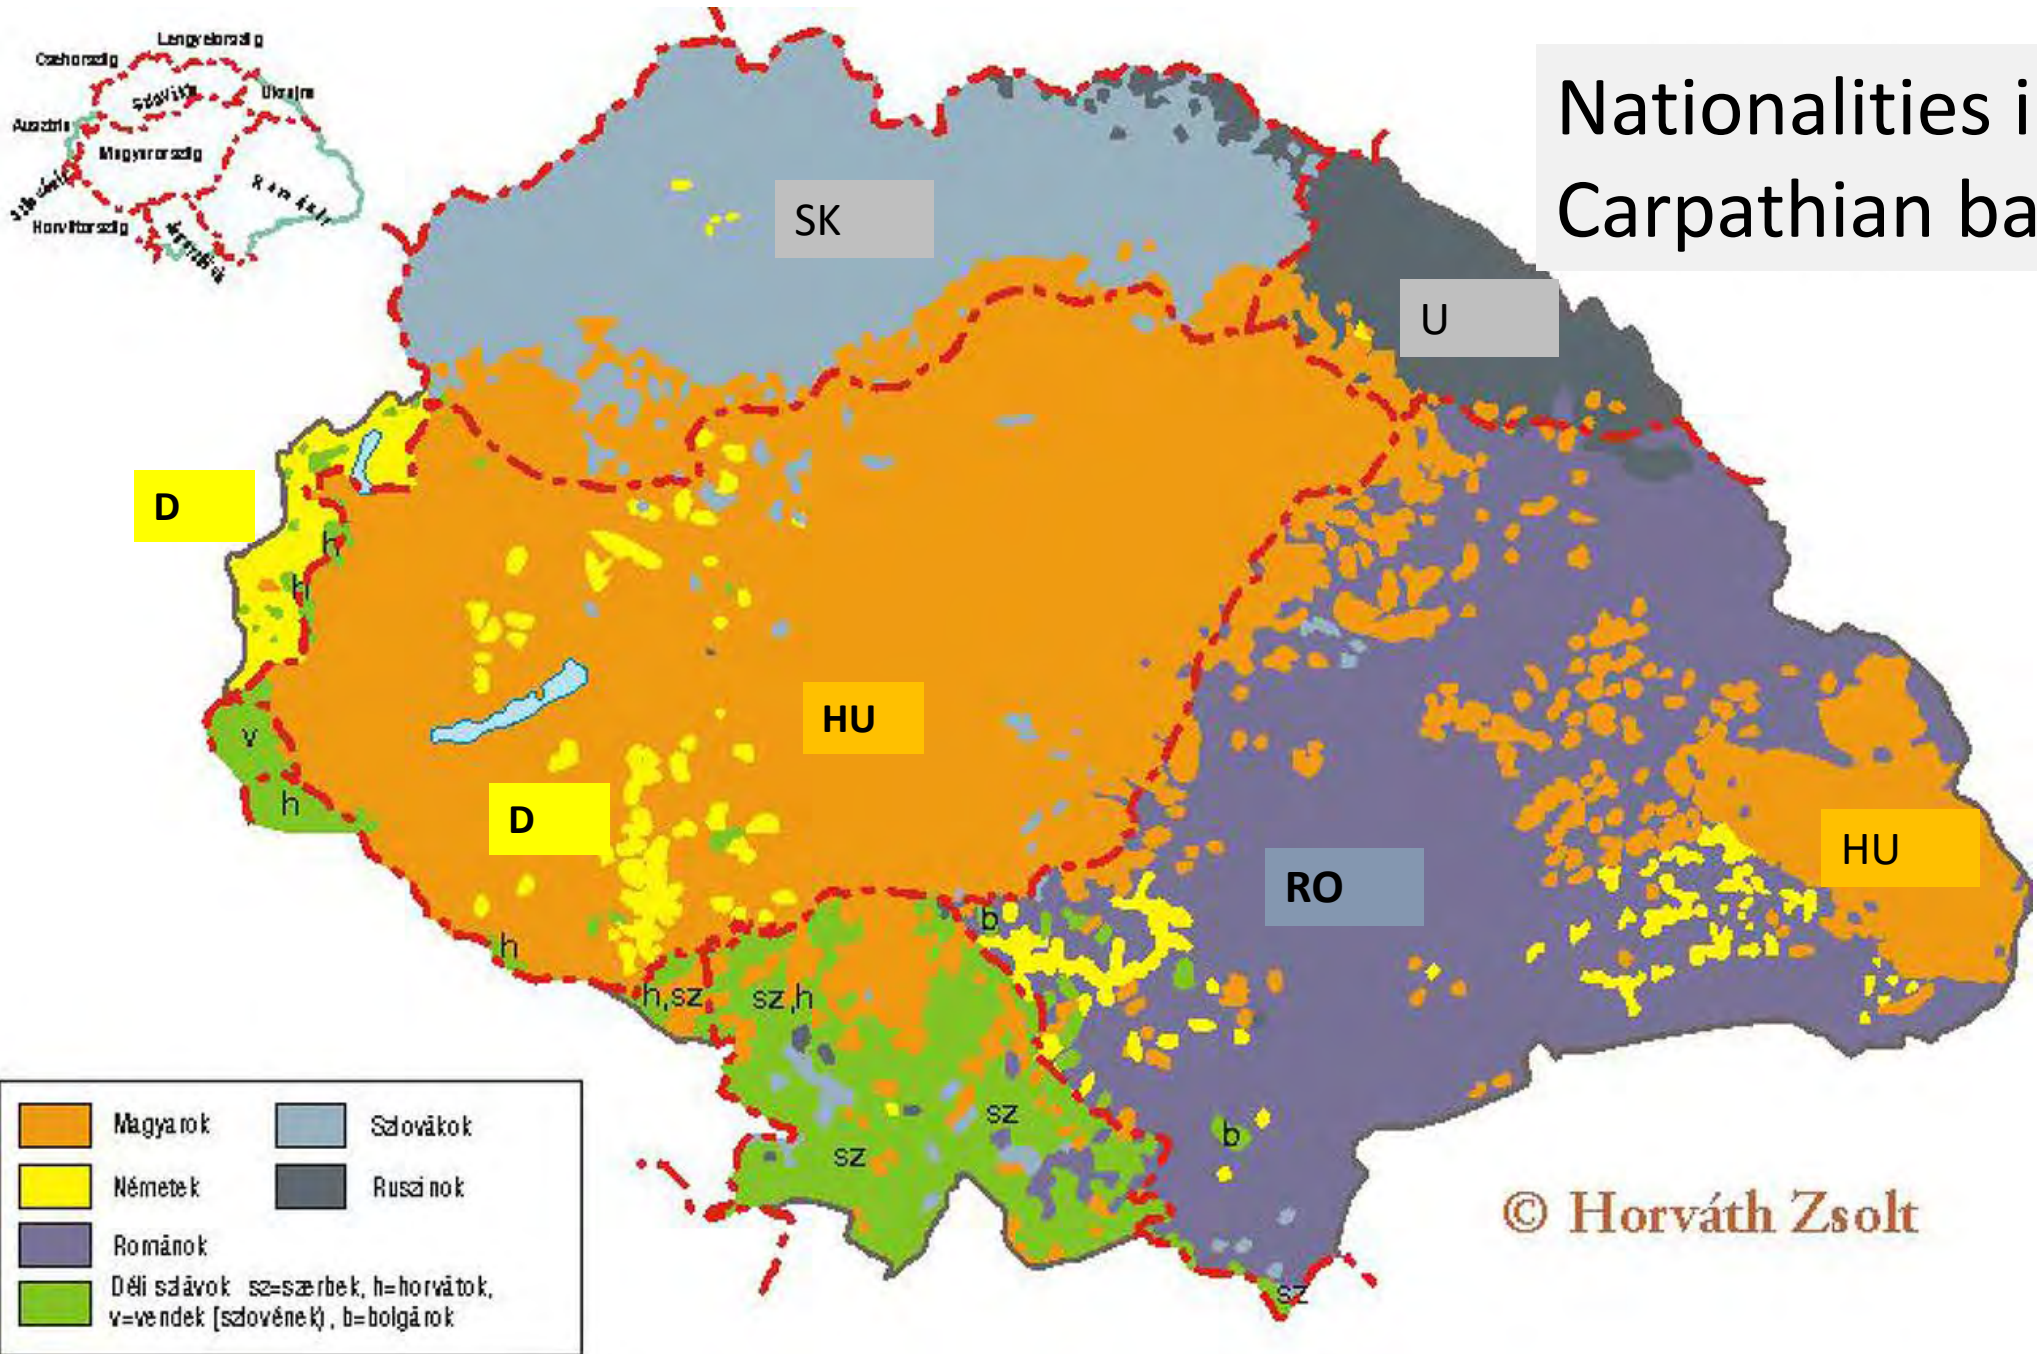 Lengyelország
Csehország
Szlovákia
Ukrajna
Ausztria
Magyarország
Románia
Horvátország
Nationalities i
Carpathian ba
SK
U
D
h
h
HU
v
h
D
HU
RO
b
h
h,sz
sz,h
sz
sz
b
sz
Magyarok
Szlovákok
Németek
Ruszinok
Románok
Déli szlávok sz=szerbek, h=horvátok,
v=vendek (szlovének), b=bolgárok
© Horváth Zsolt